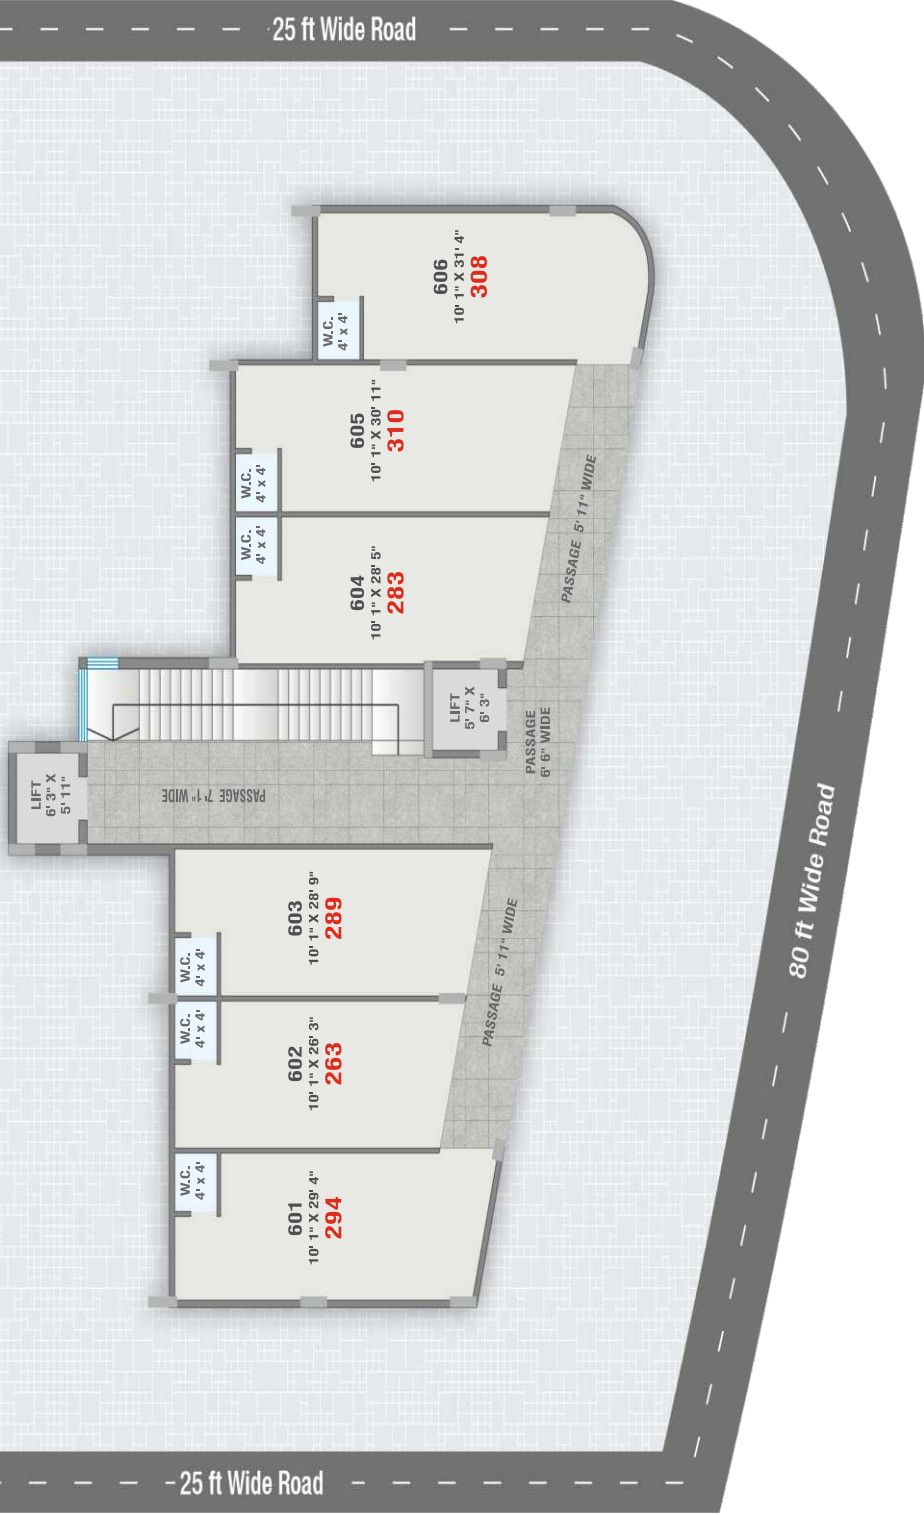 25 ft Wide Road
606
10' 1" X 31' 4"
308
W.C.
4' x 4'
605
10' 1" X 30' 11"
310
W.C.
4' x 4'
PASSAGE 5' 11" WIDE
W.C.
4' x 4'
604
10' 1" X 28' 5"
283
LIFT
5' 7" X
6' 3"
PASSAGE
6' 6" WIDE
LIFT
6' 3" X
5' 11"
PASSAGE 7'1" WIDE
80 ft Wide Road
603
10' 1" X 28' 9"
289
W.C.
4' x 4'
PASSAGE 5' 11" WIDE
W.C.
4' x 4'
602
10' 1" X 26' 3"
263
W.C.
4' x 4'
601
10' 1" X 29' 4"
294
25 ft Wide Road